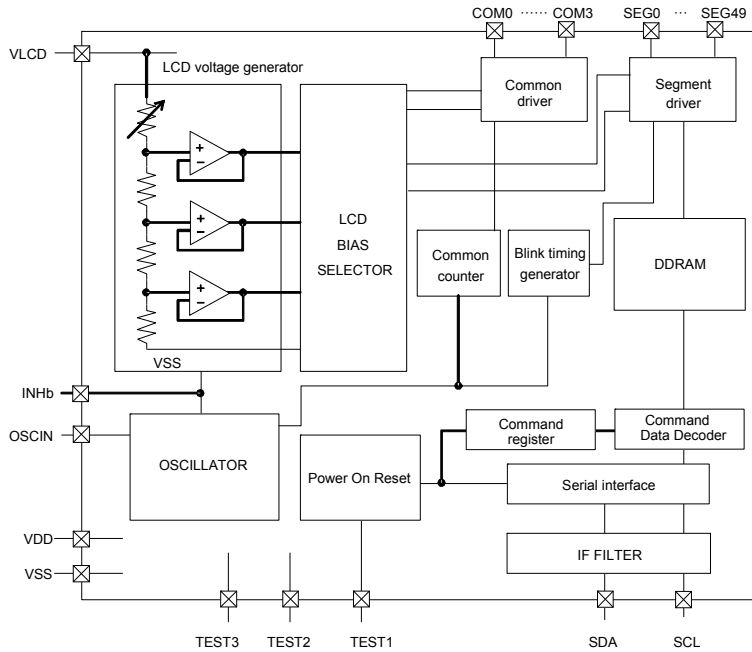 COM0 ······ COM3 SEG0 ··· SEG49
VLCD
LCD voltage generator
Common
driver
Segment
driver
+
−
+
−
+
−
LCD
BIAS
SELECTOR
Common
counter
Blink timing
generator
DDRAM
VSS
INHb
OSCIN
OSCILLATOR
Power On Reset
Command
register
Command
Data Decoder
Serial interface
IF FILTER
VDD
VSS
TEST3 TEST2 TEST1 SDA SCL